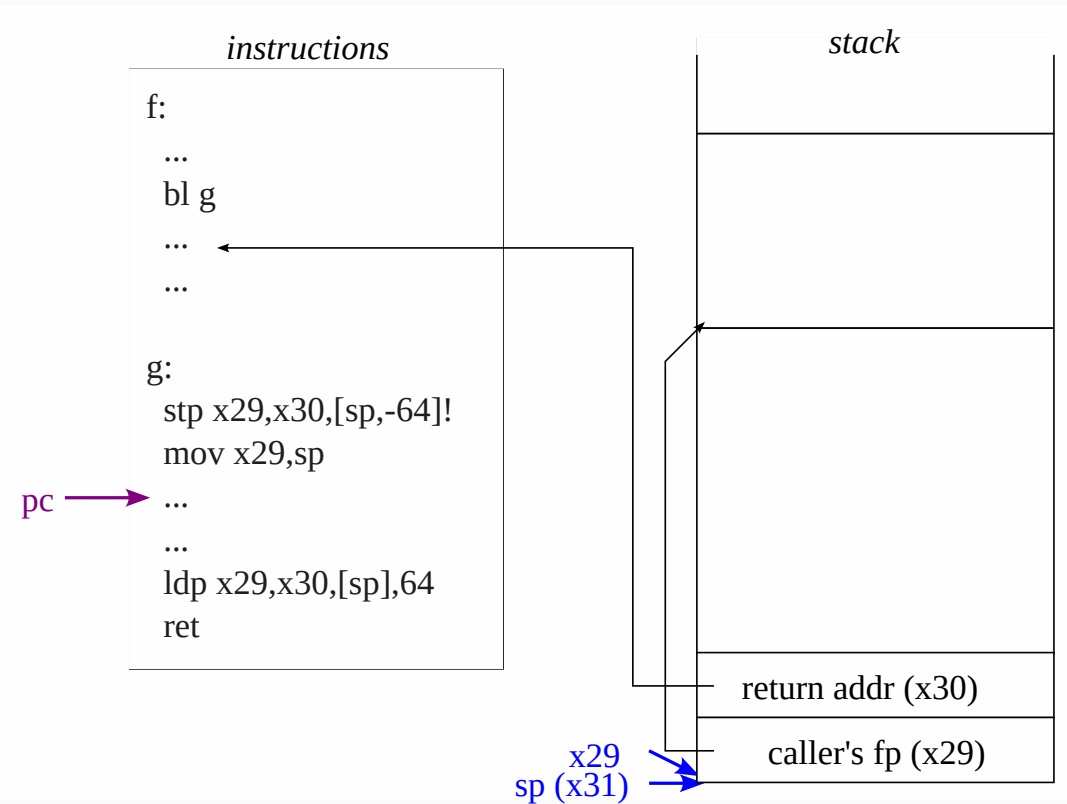 instructions
f:
...
bl g
...
...
g:
stp x29,x30,[sp,-64]!
mov x29,sp
pc
...
...
ldp x29,x30,[sp],64
ret
stack
return addr (x30)
caller's fp (x29)
x29
sp (x31)